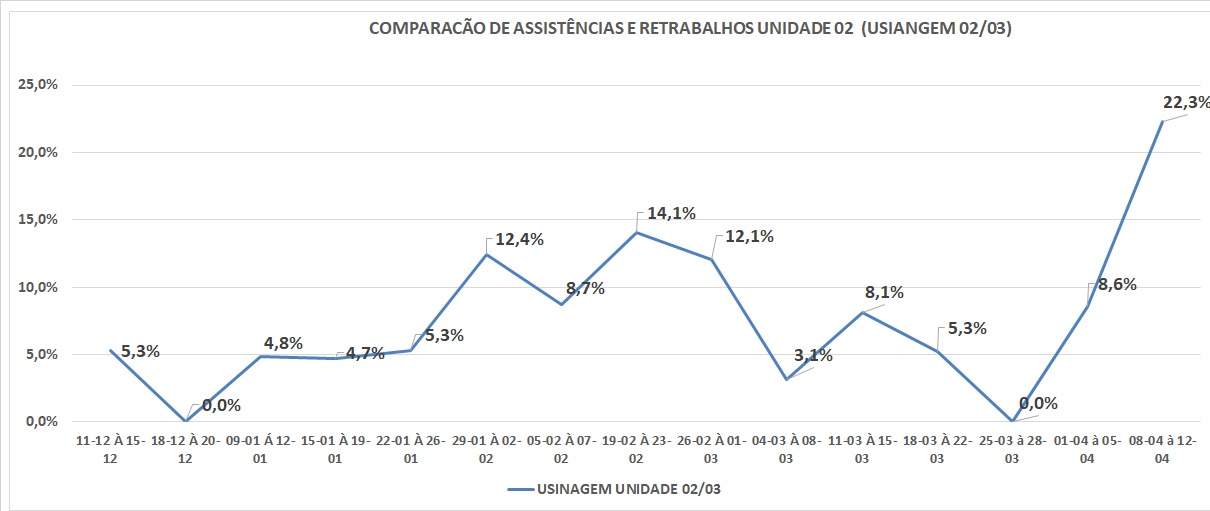 COMPARACÃO DE ASSISTÊNCIAS E RETRABALHOS UNIDADE 02 (USIANGEM 02/03)
25,0%
20,0%
15,0%
10,0%
5,0%
0,0%
5,3%
0,0%
4,8%
4,7%
5,3%
12,4%
8,7%
14,1%
12,1%
3,1%
8,1%
5,3%
0,0%
8,6%
22,3%
11-12 À 15-
12
18-12 À 20-
12
09-01 Á 12-
01
15-01 À 19-
01
22-01 À 26-
01
29-01 À 02-
02
05-02 À 07-
02
19-02 À 23-
02
26-02 À 01-
03
04-03 À 08-
03
11-03 À 15-
03
18-03 À 22-
03
25-03 à 28-
03
01-04 à 05-
04
08-04 à 12-
04
USINAGEM UNIDADE 02/03